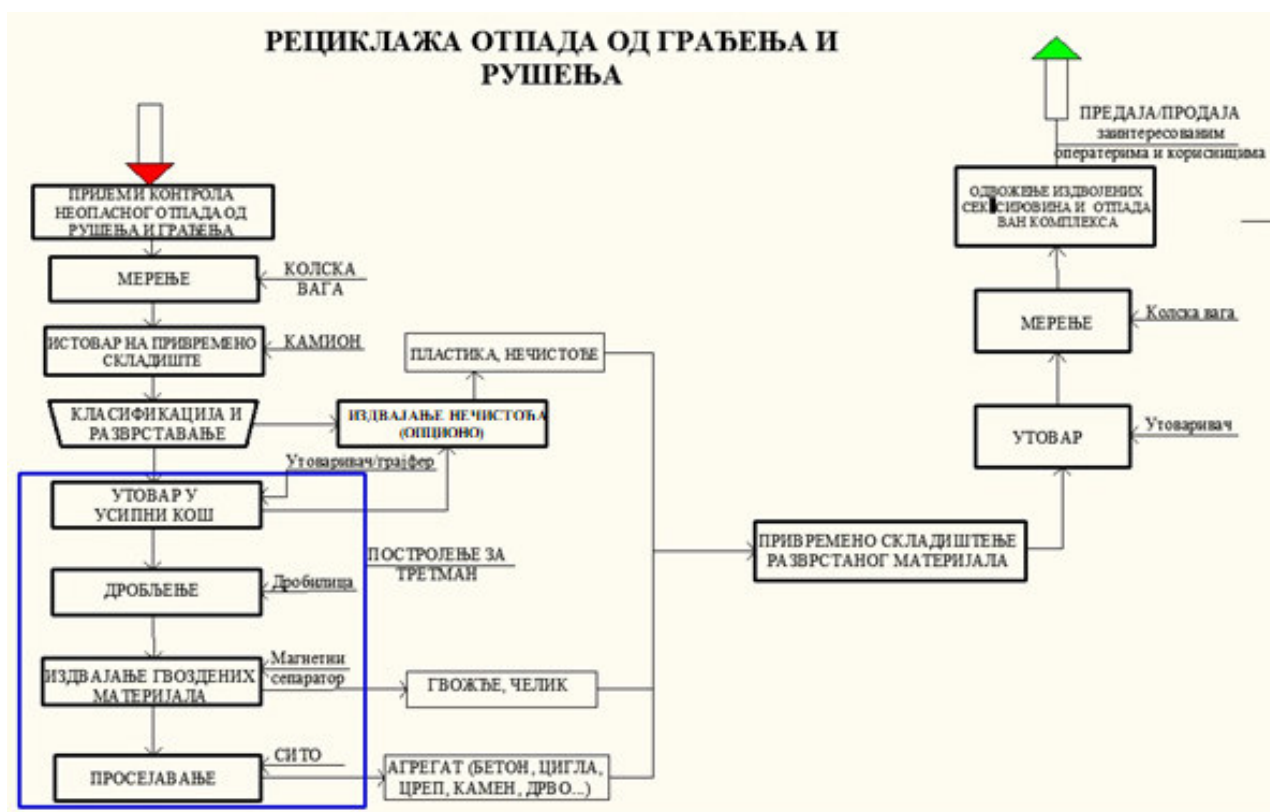 РЕЦИКЛАЖА ОТПАДА ОД ГРАЂЕЊА И
РУШЕЊА
ПРИЈЕМ И КОНТРОЛА
НЕОПАСНОГ ОТПАДА ОД
РУШЕЊА И ГРАЂЕЊА
МЕРЕЊЕ
КОЛСКА
ВАГА
ИСТОВАР НА ПРИВРЕМЕНО
СКЛАДИШТЕ
КАМИОН
КЛАСИФИКАЦИЈА И
РАЗВРСТАВАЊЕ
ИЗДВАЈАЊЕ НЕЧИСТОЋА
(ОПЦИОНО)
ПЛАСТИКА, НЕЧИСТОЋЕ
Утоваривач/грајфер
УТОВАР У
УСИПНИ КОШ
ПОСТРОЈЕЊЕ ЗА
ТРЕТМАН
ДРОБЉЕЊЕ
Дробилица
ИЗДВАЈАЊЕ ГВОЗДЕНИХ
МАТЕРИЈАЛА
Магнетни
сепаратор
ГВОЖЂЕ, ЧЕЛИК
ПРОСЕЈАВАЊЕ
СИТО
АГРЕГАТ (БЕТОН, ЦИГЛА,
ЦРЕП, КАМЕН, ДРВО...)
ПРИВРЕМЕНО СКЛАДИШТЕЊЕ
РАЗВРСТАНОГ МАТЕРИЈАЛА
УТОВАР
Утоваривач
МЕРЕЊЕ
Колска вага
ОДВОЖЕЊЕ ИЗДВОЈЕНИХ
СЕК.СИРОВИНА И ОТПАДА
ВАН КОМПЛЕКСА
ПРЕДАЈА/ПРОДАЈА
заинтересованим
оператерима и корисницима